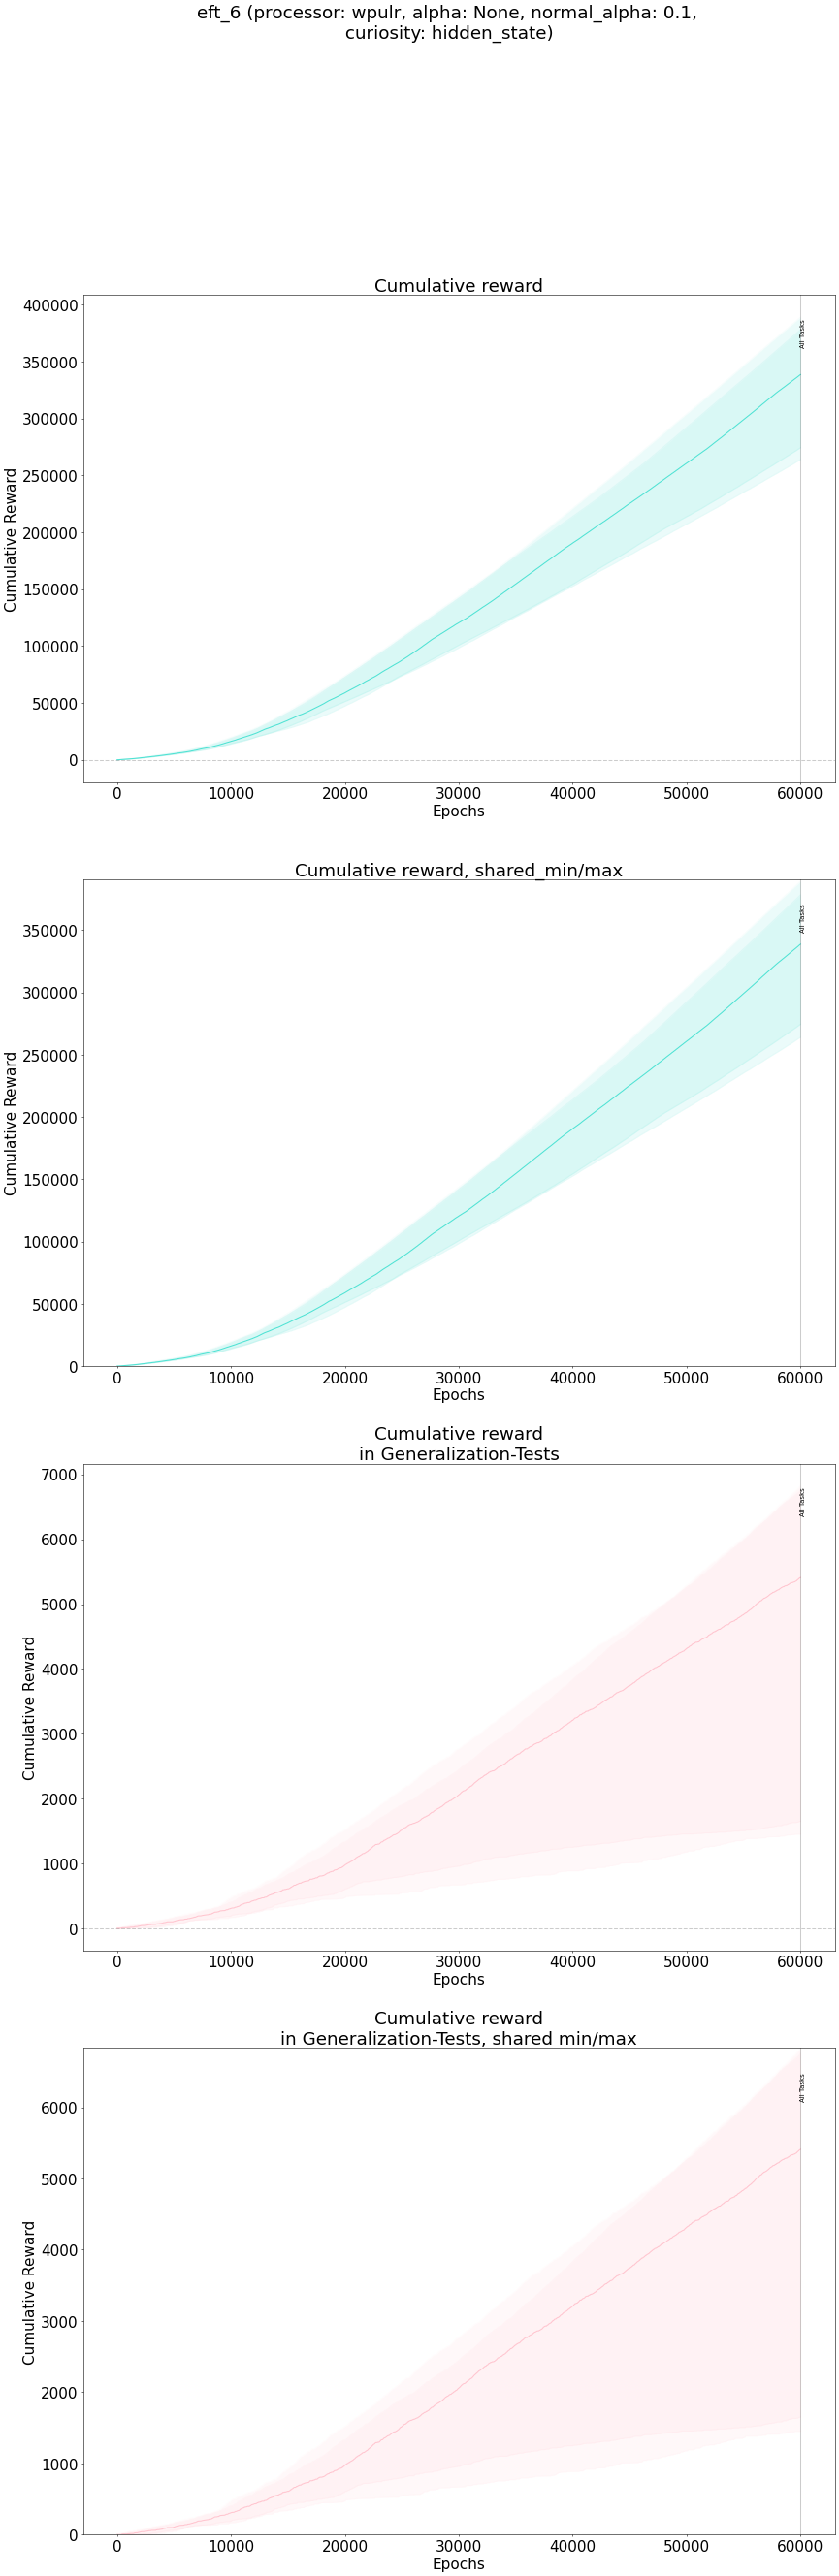 eft_6 (processor: wpulr, alpha: None, normal_alpha: 0.1,
curiosity: hidden_state)
Cumulative reward
400000
350000
300000
250000
200000
150000
100000
50000
0
Cumulative Reward
All Tasks
0 10000 20000 30000 40000 50000 60000
Epochs
Cumulative reward, shared_min/max
350000
300000
250000
200000
150000
100000
50000
0
Cumulative Reward
All Tasks
0 10000 20000 30000 40000 50000 60000
Epochs
Cumulative reward
in Generalization-Tests
7000
6000
5000
4000
3000
2000
1000
0
Cumulative Reward
All Tasks
0 10000 20000 30000 40000 50000 60000
Epochs
Cumulative reward
in Generalization-Tests, shared min/max
6000
5000
4000
3000
2000
1000
0
Cumulative Reward
All Tasks
0 10000 20000 30000 40000 50000 60000
Epochs